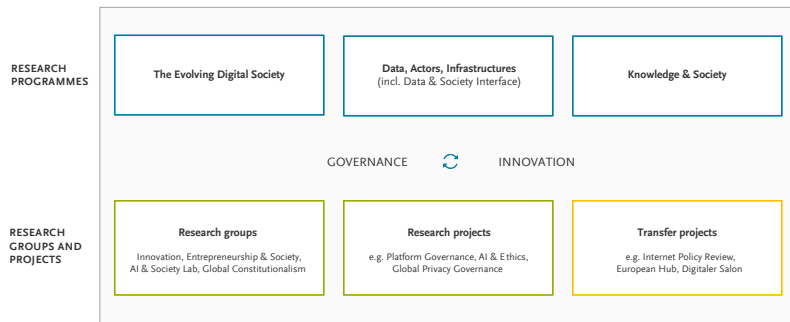 RESEARCH
PROGRAMMES
The Evolving Digital Society
Data, Actors, Infrastructures
(incl. Data & Society Interface)
Knowledge & Society
GOVERNANCE
INNOVATION
RESEARCH
GROUPS AND
PROJECTS
Research groups
Innovation, Entrepreneurship & Society,
AI & Society Lab, Global Constitutionalism
Research projects
e.g. Platform Governance, AI & Ethics,
Global Privacy Governance
Transfer projects
e.g. Internet Policy Review,
European Hub, Digitaler Salon